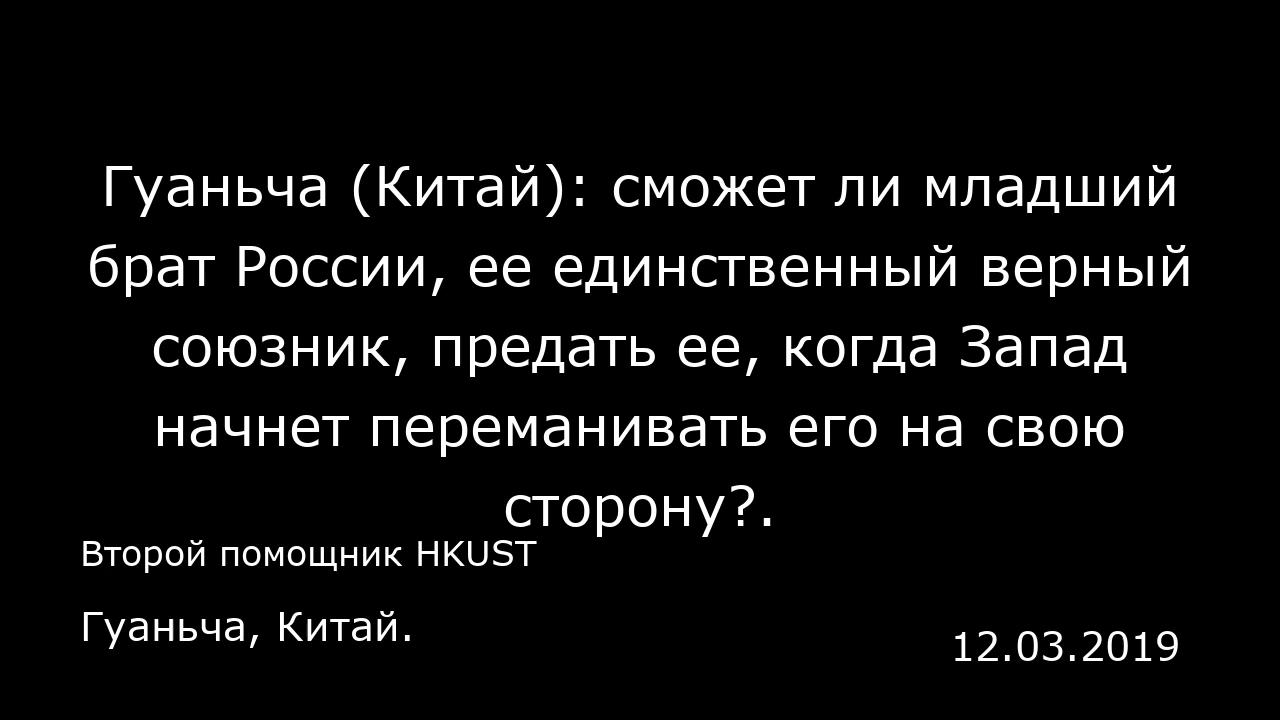 Гуаньча (Китай): сможет ли младший
брат России, ее единственный верный
союзник, предать ее, когда Запад
начнет переманивать его на свою
сторону?.
Второй помощник HKUST
Гуаньча, Китай.
12.03.2019